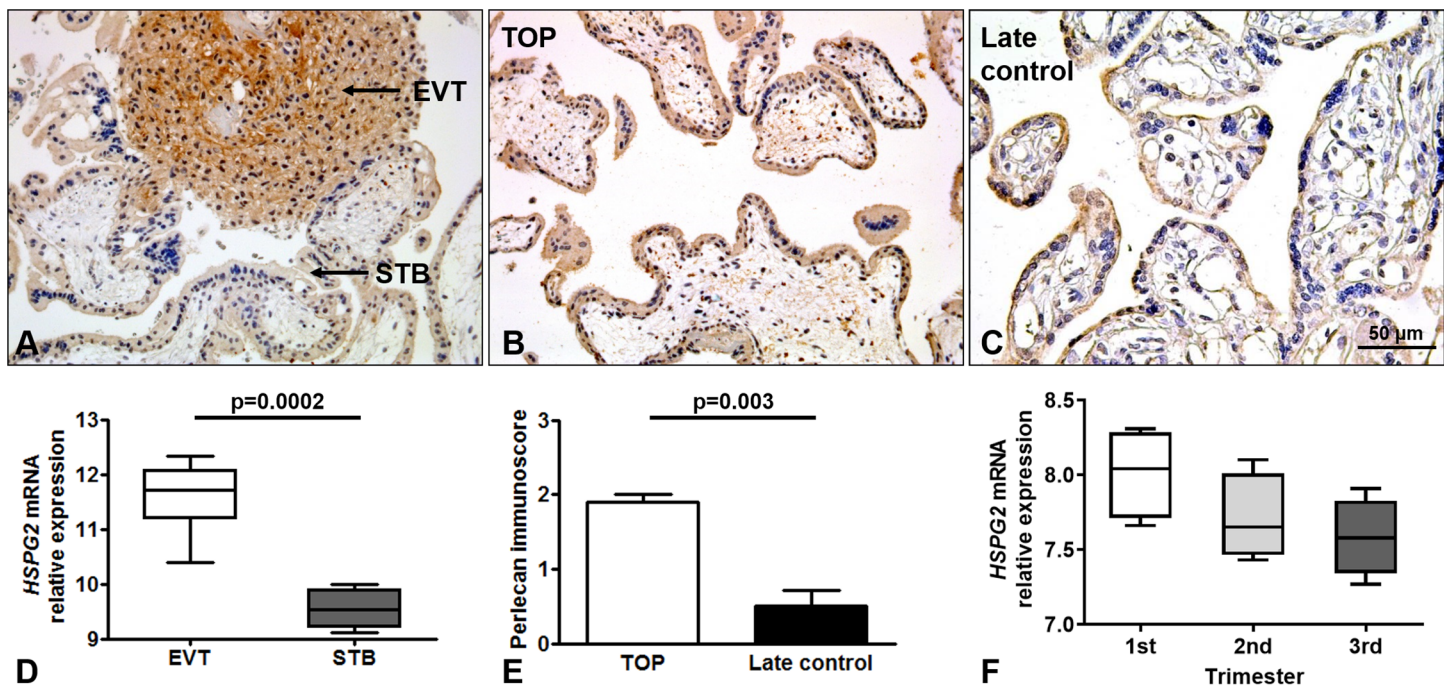 EVT
STB
A
TOP
B
Late
control
C
50 µm
p=0.0002
HSPG2 mRNA
relative expression
13
12
11
10
9
EVT
STB
D
p=0.003
Perlecan immunoscore
3
2
1
0
TOP
Late control
E
HSPG2 mRNA
relative expression
8.5
8.0
7.5
7.0
1st
2nd
3rd
Trimester
F